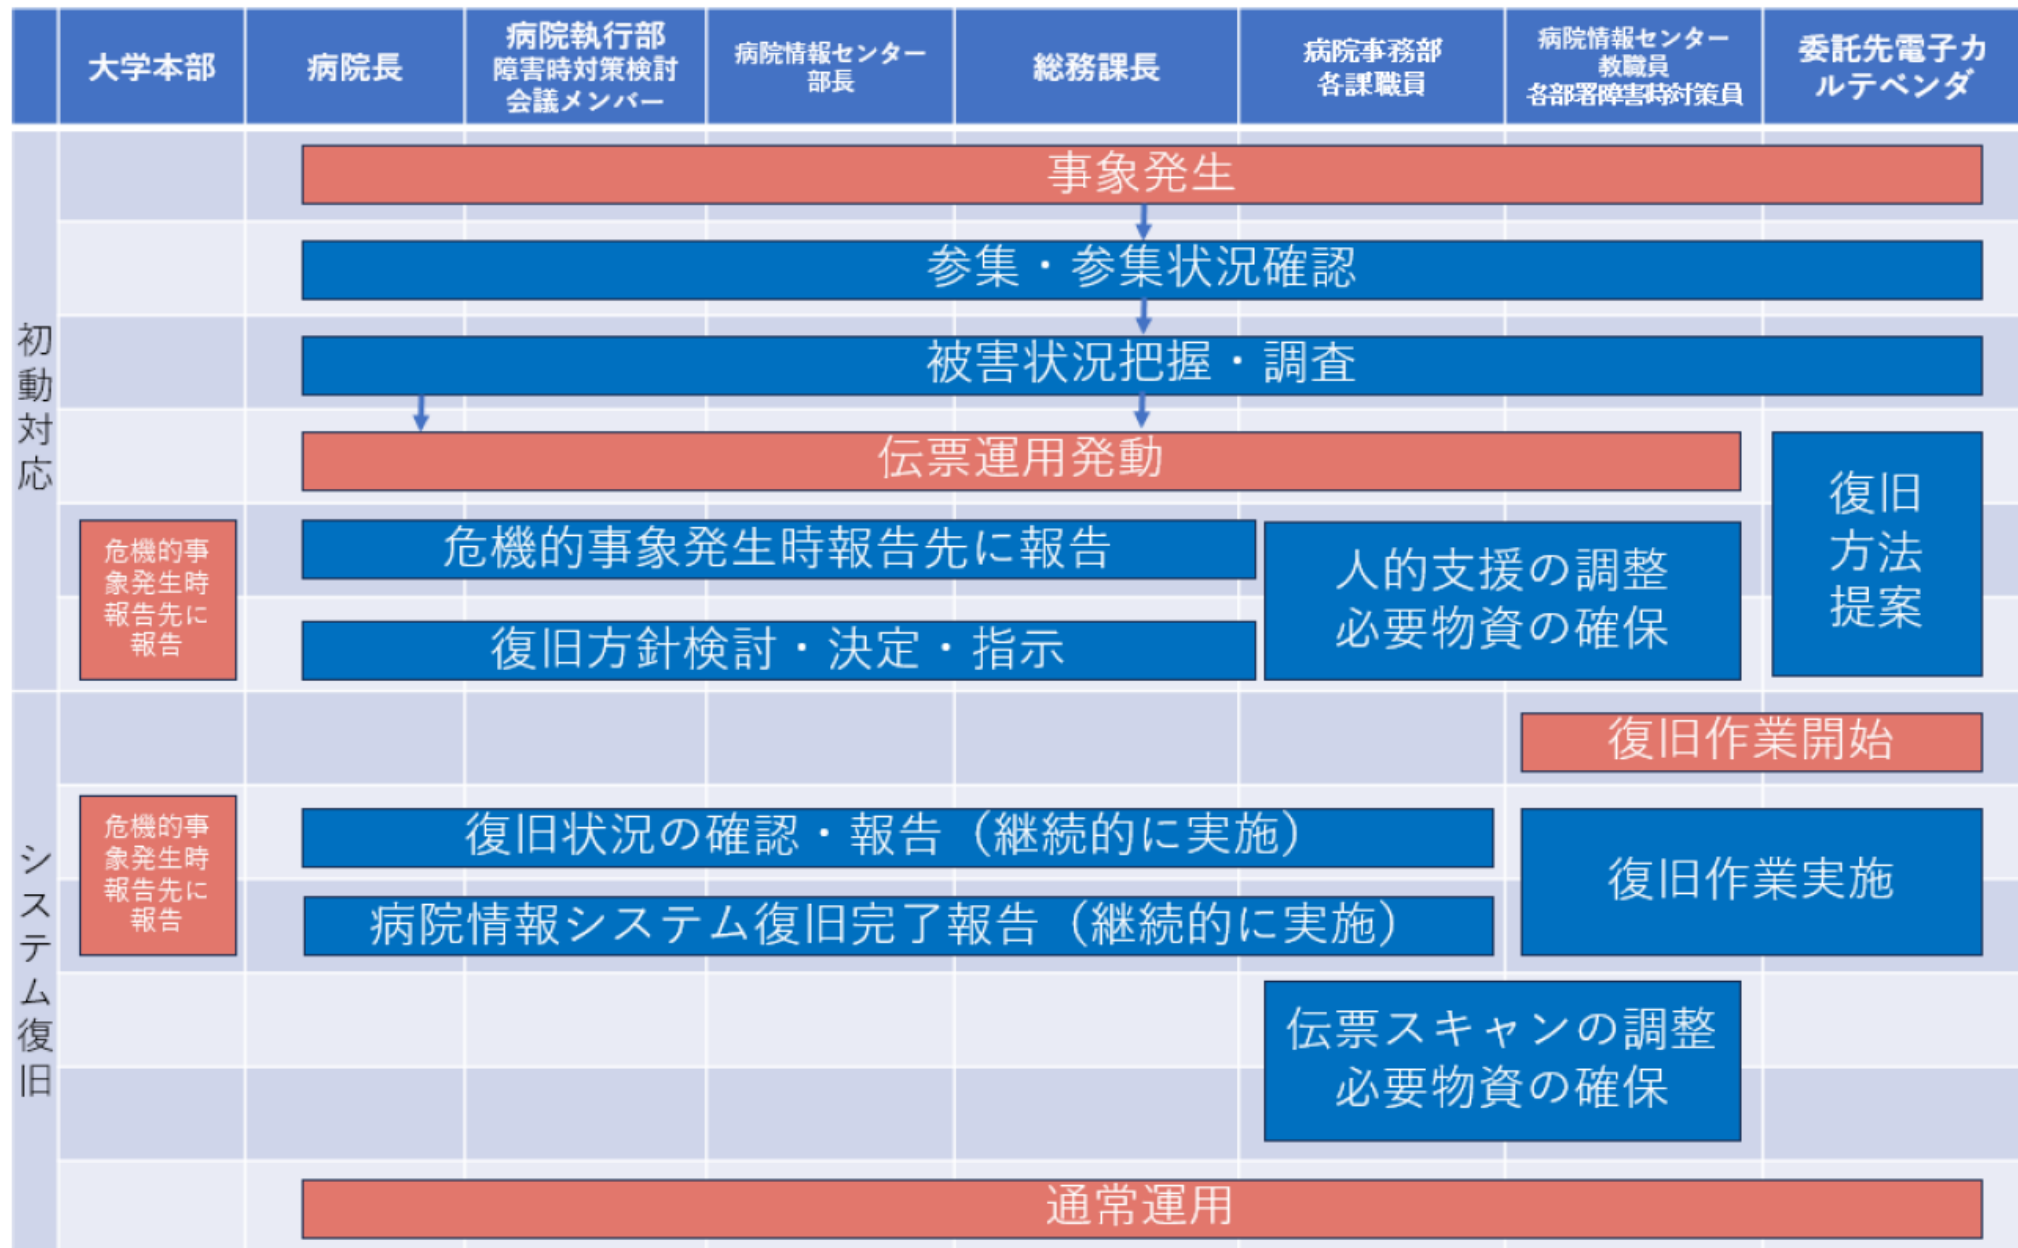 大学本部
病院長
病院執行部
障害時対策検討
会議メンバー
病院情報センター
部長
総務課長
病院事務部
各課職員
病院情報センター
教職員
各部署障害時対策員
委託先電子カ
ルテベンダ
初動対応
事象発生
参集・参集状況確認
被害状況把握・調査
伝票運用発動
復旧
方法
提案
危機的事
象発生時
報告先に
報告
危機的事象発生時報告先に報告
人的支援の調整
必要物資の確保
復旧方針検討・決定・指示
システム復旧
復旧作業開始
危機的事
象発生時
報告先に
報告
復旧状況の確認・報告（継続的に実施）
復旧作業実施
病院情報システム復旧完了報告（継続的に実施）
伝票スキャンの調整
必要物資の確保
通常運用